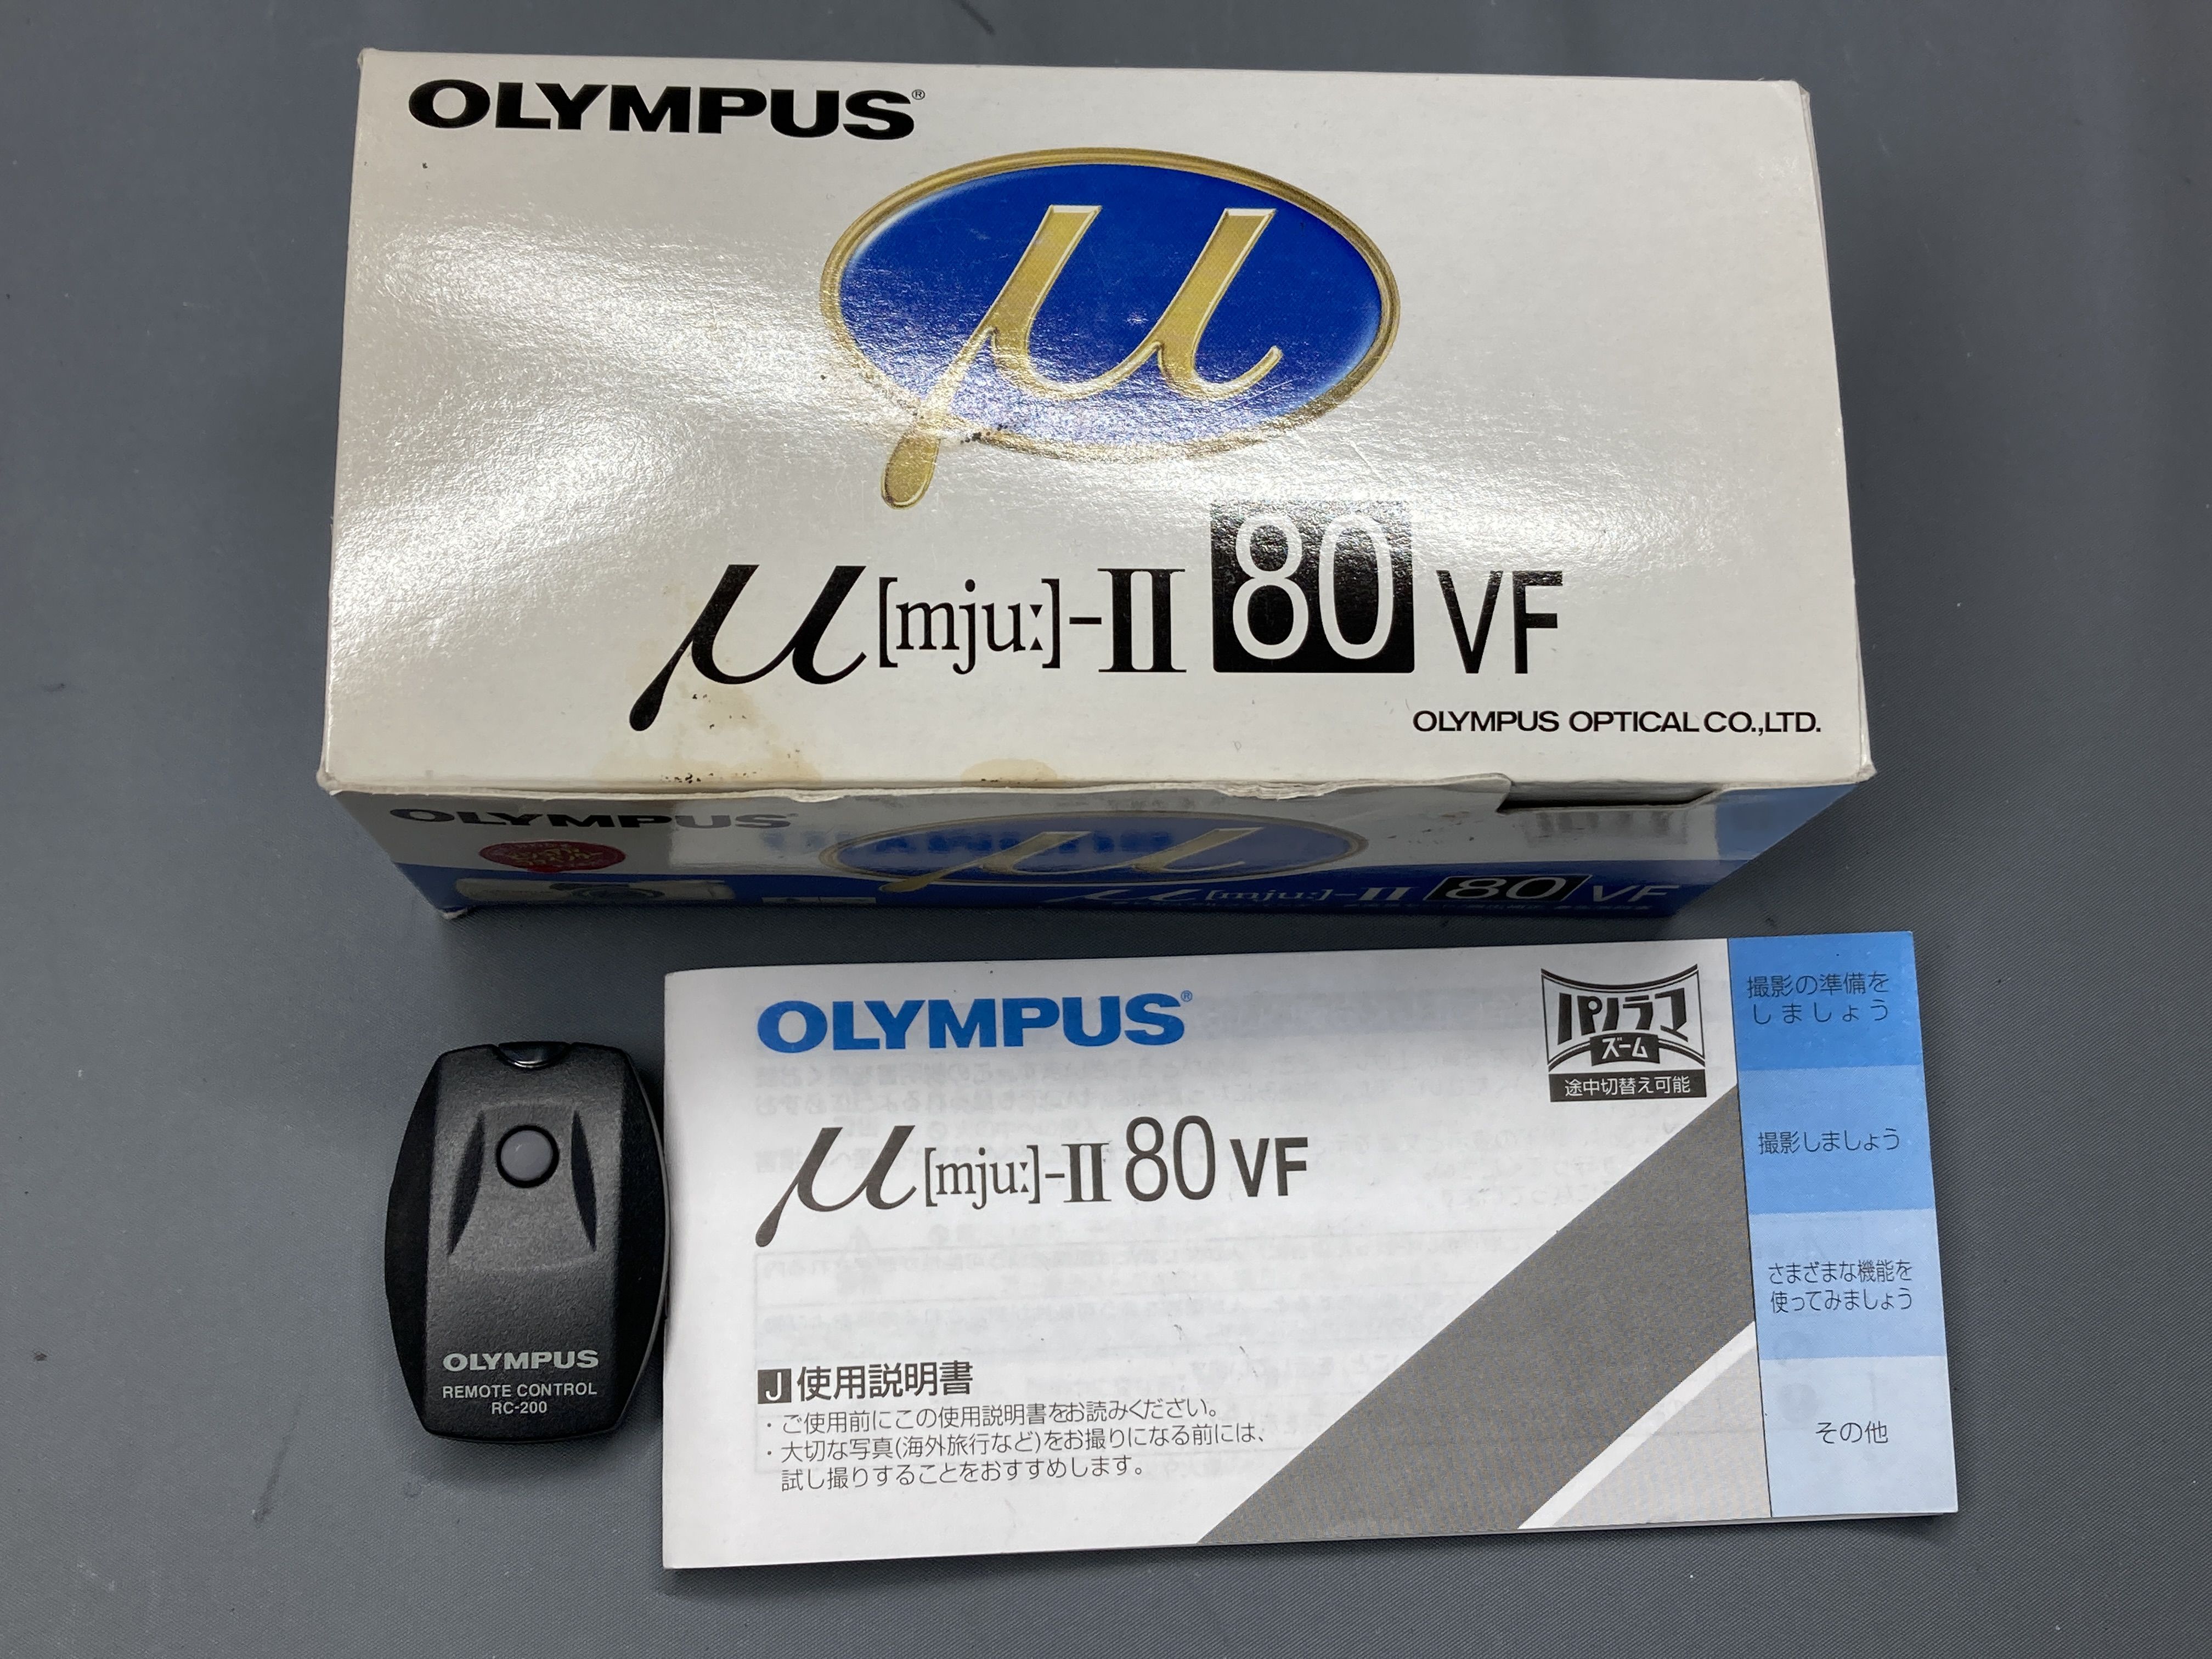 OLYMPUS®
μ
μ[mju:]-II 80 VF
OLYMPUS OPTICAL CO.,LTD.
OLYMPUS
μ
μ[mju:]-II 80 VF
OLYMPUS®
μ[mju:]-II 80 VF
パノラマ
ズーム
途中切替え可能
J 使用説明書
・ご使用前にこの使用説明書をお読みください。
・大切な写真(海外旅行など)をお撮りになる前には、
試し撮りすることをおすすめします。
撮影の準備を
しましょう
撮影しましょう
さまざまな機能を
使ってみましょう
その他
OLYMPUS
REMOTE CONTROL
RC-200